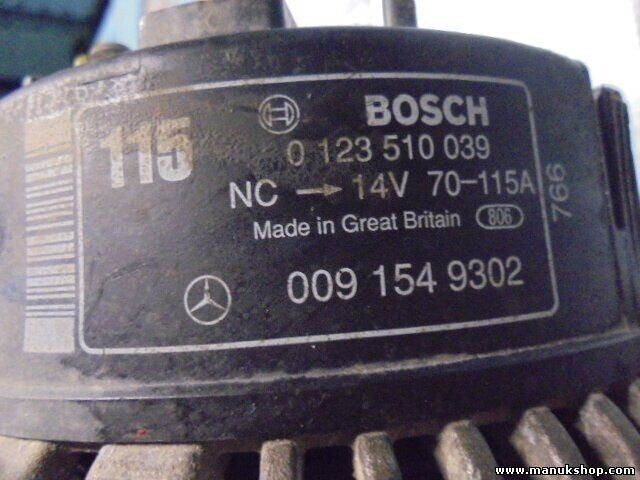 115
BOSCH
0 123 510 039
NC → 14V 70-115A
Made in Great Britain 806
766
009 154 9302
www.manukshop.com